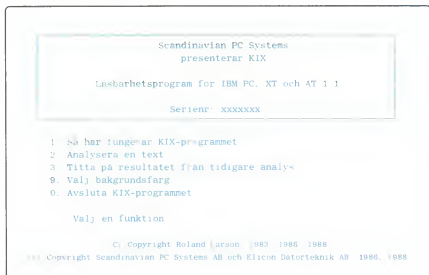 Scandinavian PC Systems
presenterar KIX
Läsbarhetsprogram för IBM PC, XT och AT 1.1
Serienr: xxxxxxx
1. Så här fungerar KIX-programmet
2. Analysera en text
3. Titta på resultatet från tidigare analys
9. Välj bakgrundsfärg
0. Avsluta KIX-programmet
Välj en funktion
(C) Copyright Roland Larson 1983, 1986, 1988
Copyright Scandinavian PC Systems AB och Elicon Datorteknik AB 1986, 1988